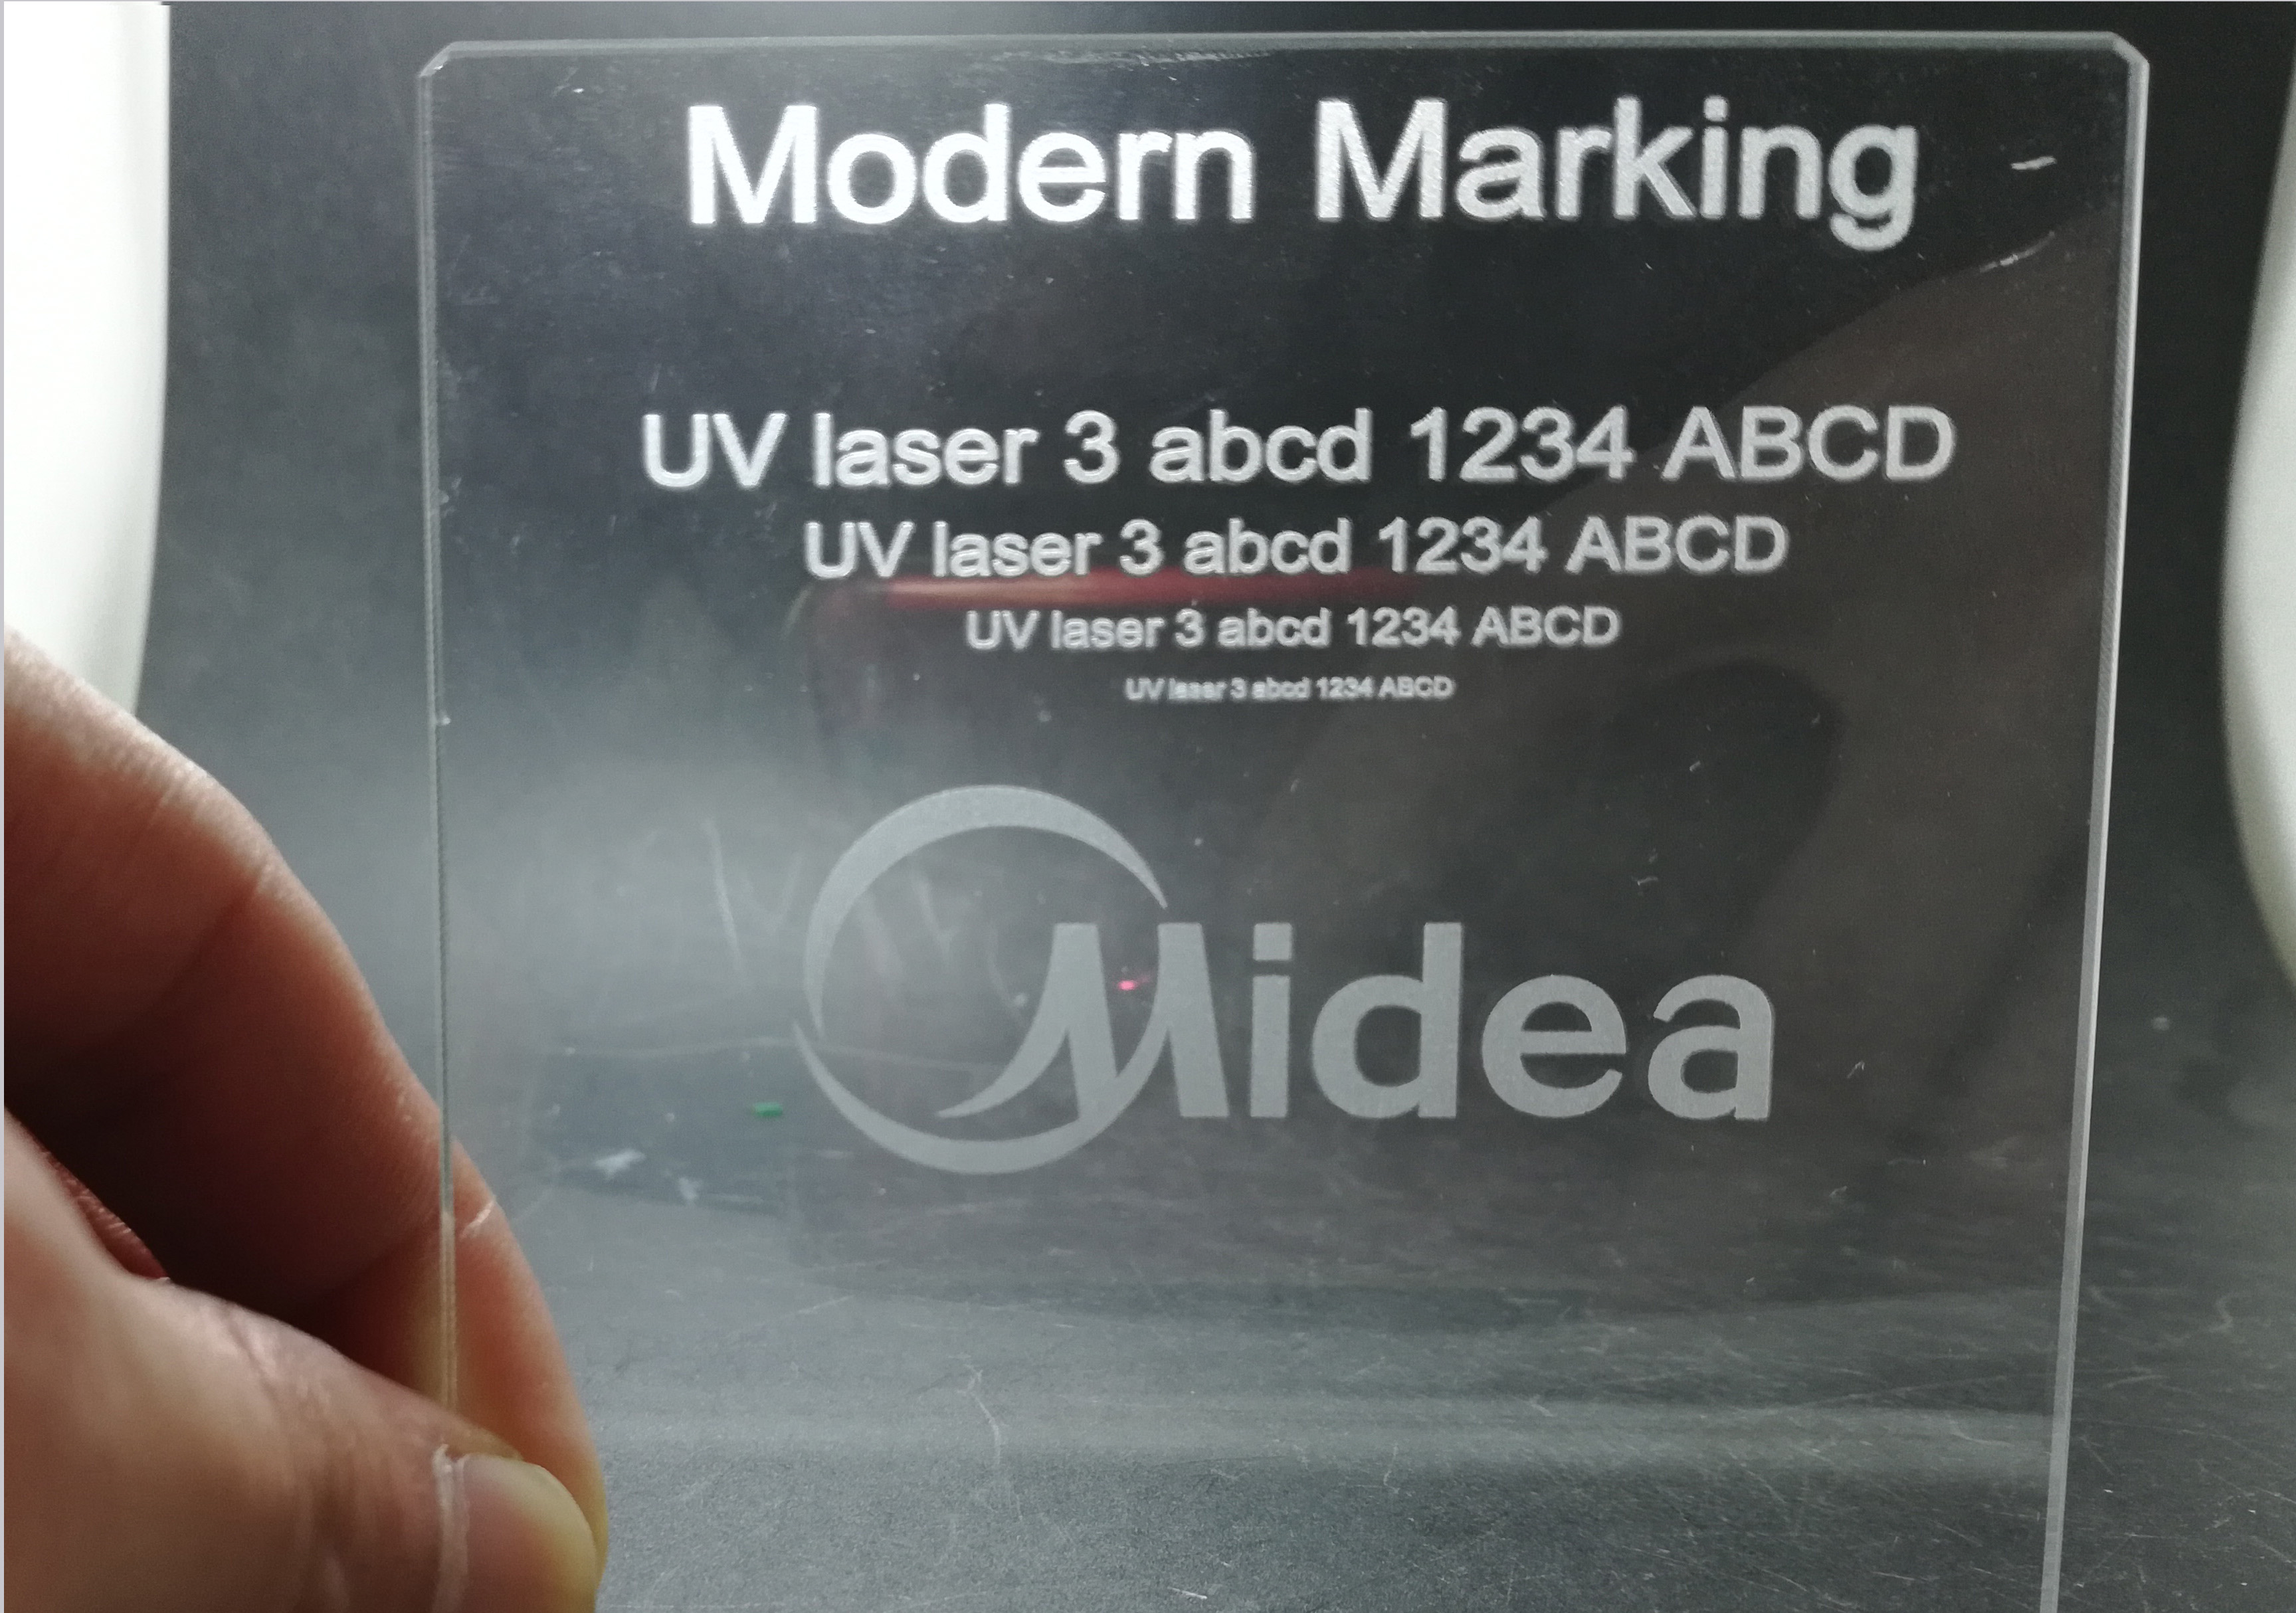 Modern Marking
UV laser 3 abcd 1234 ABCD
UV laser 3 abcd 1234 ABCD
UV laser 3 abcd 1234 ABCD
UV laser 3 abcd 1234 ABCD
Midea